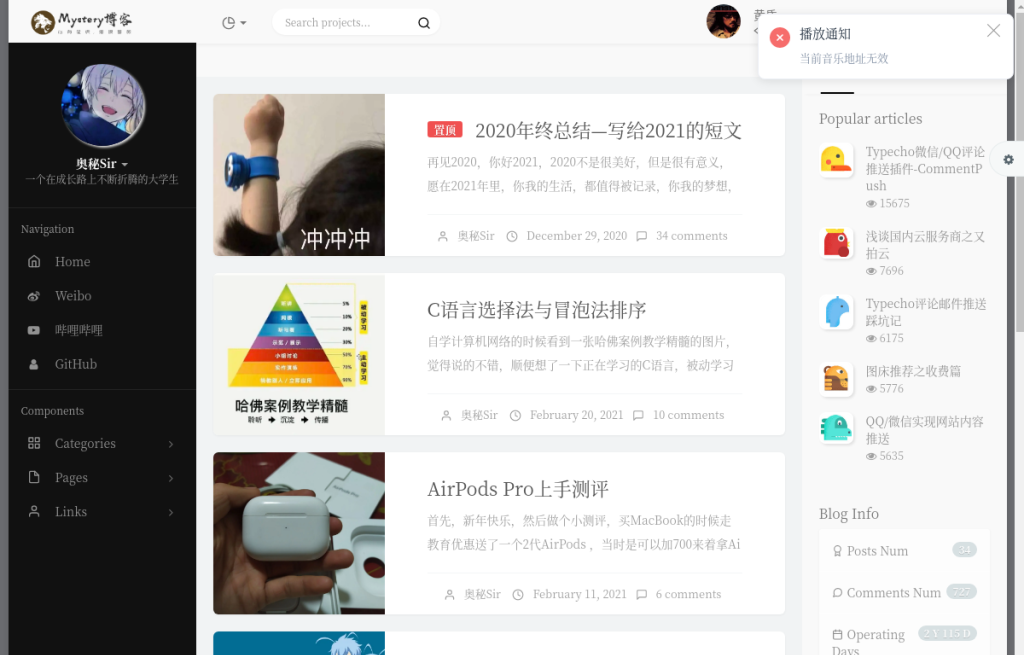 Mystery博客
Search projects...
播放通知
当前音乐地址无效
奥秘Sir
一个在成长路上不断折腾的大学生
Navigation
Home
Weibo
哔哩哔哩
GitHub
Components
Categories
Pages
Links
冲冲冲
置顶 2020年终总结—写给2021的短文
再见2020，你好2021，2020不是很美好，但是很有意义，
愿在2021年里，你我的生活，都值得被记录，你我的梦想，
奥秘Sir December 29, 2020 34 comments
哈佛案例教学精髓
聆听 沉淀 传播
C语言选择法与冒泡法排序
自学计算机网络的时候看到一张哈佛案例教学精髓的图片，
觉得说的不错，顺便想了一下正在学习的C语言，被动学习
奥秘Sir February 20, 2021 10 comments
AirPods Pro上手测评
首先，新年快乐，然后做个小测评，买MacBook的时候走
教育优惠送了一个2代AirPods ，当时是可以加700来着拿Ai
奥秘Sir February 11, 2021 6 comments
Popular articles
Typecho微信/QQ评论
推送插件-CommentP
ush
15675
浅谈国内云服务商之又
拍云
7696
Typecho评论邮件推送
踩坑记
6175
图床推荐之收费篇
5776
QQ/微信实现网站内容
推送
5635
Blog Info
Posts Num 34
Comments Num 727
Operating 2 Y 115 D
Days